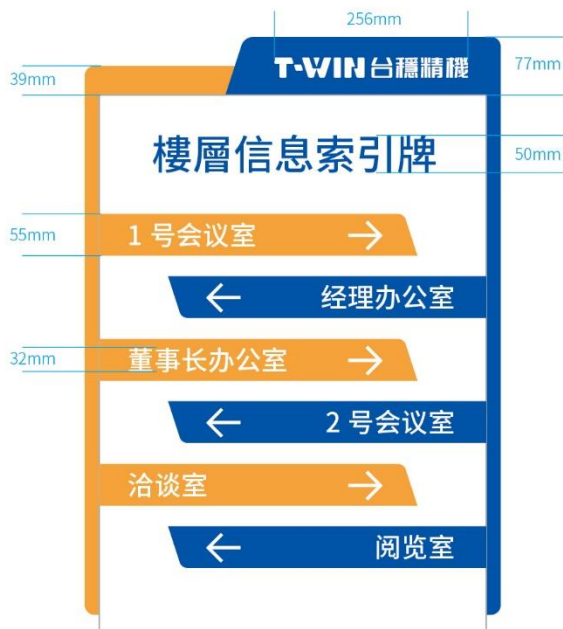 256mm
T·WIN台穩精機
77mm
39mm
樓層信息索引牌
50mm
55mm
1 号会议室
经理办公室
32mm
董事长办公室
2 号会议室
洽谈室
阅览室